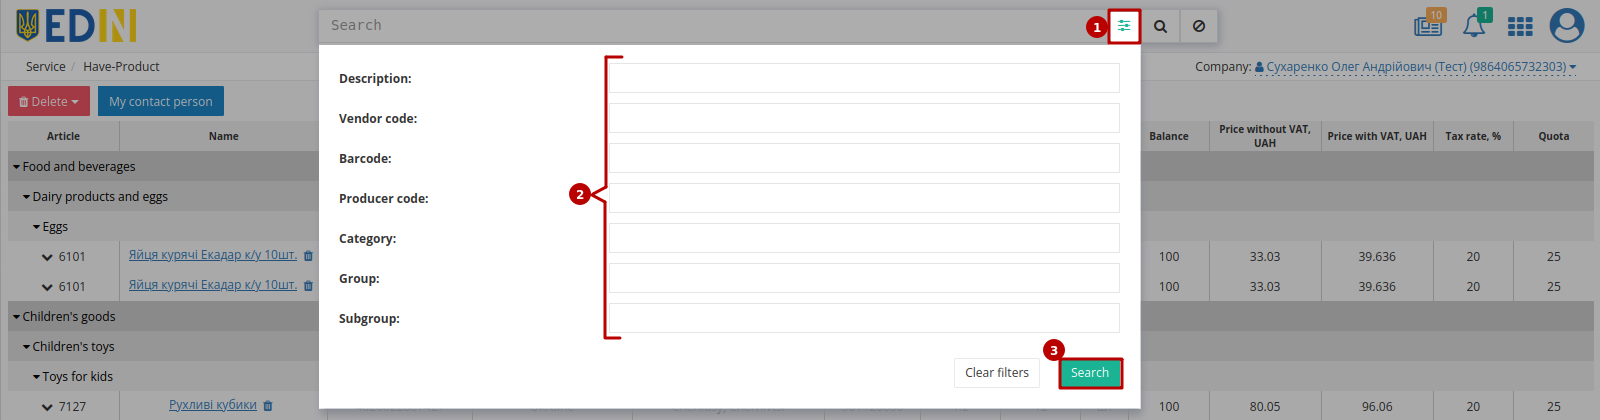 EDIN
Search
1
10
1
Service / Have-Product
Company: Сухаренко Олег Андрійович (Тест) (9864065732303)
Delete
My contact person
Article
Name
Balance
Price without VAT, UAH
Price with VAT, UAH
Tax rate, %
Quota
Description:
Vendor code:
Barcode:
Producer code:
Category:
Group:
Subgroup:
2
3
Clear filters
Search
Food and beverages
Dairy products and eggs
Eggs
6101 Яйця курячі Екадар к/у 10шт. 100 33.03 39.636 20 25
6101 Яйця курячі Екадар к/у 10шт. 100 33.03 39.636 20 25
Children's goods
Children's toys
Toys for kids
7127 Рухливі кубики 100 80.05 96.06 20 25